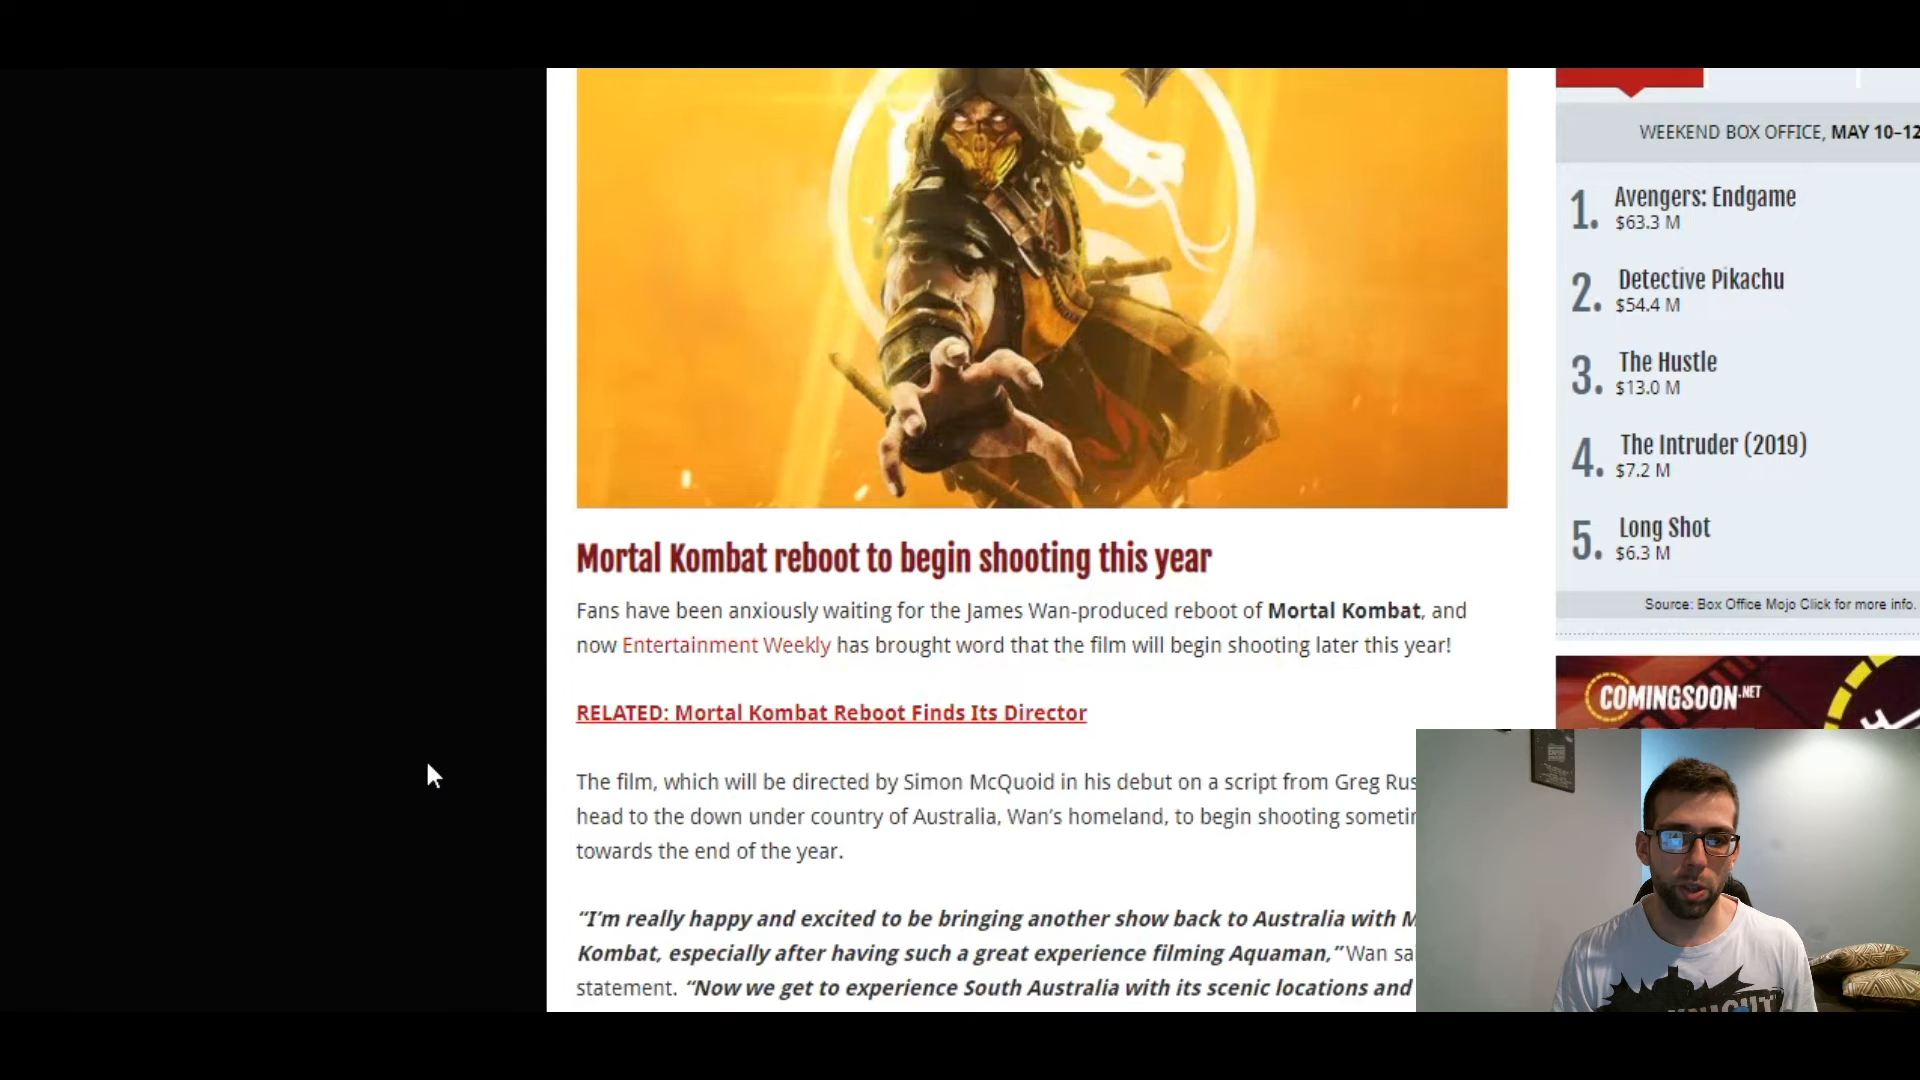 WEEKEND BOX OFFICE, MAY 10–12
1. Avengers: Endgame
$63.3 M
2. Detective Pikachu
$54.4 M
3. The Hustle
$13.0 M
4. The Intruder (2019)
$7.2 M
5. Long Shot
$6.3 M
Source: Box Office Mojo Click for more info.
COMINGSOON.NET
Mortal Kombat reboot to begin shooting this year
Fans have been anxiously waiting for the James Wan-produced reboot of Mortal Kombat, and
now Entertainment Weekly has brought word that the film will begin shooting later this year!
RELATED: Mortal Kombat Reboot Finds Its Director
The film, which will be directed by Simon McQuoid in his debut on a script from Greg Rus
head to the down under country of Australia, Wan’s homeland, to begin shooting
towards the end of the year.
“I’m really happy and excited to be bringing another show back to Australia with M
Kombat, especially after having such a great experience filming Aquaman,” Wan sa
statement. “Now we get to experience South Australia with its scenic locations and